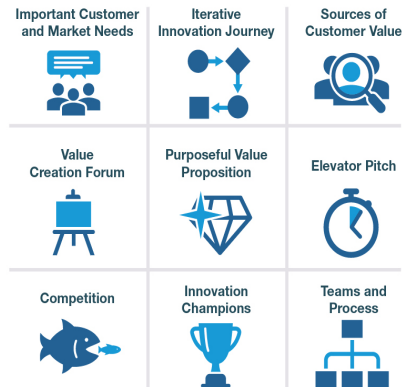 Important Customer
and Market Needs
Iterative
Innovation Journey
Sources of
Customer Value
Value
Creation Forum
Purposeful Value
Proposition
Elevator Pitch
Competition
Innovation
Champions
Teams and
Process